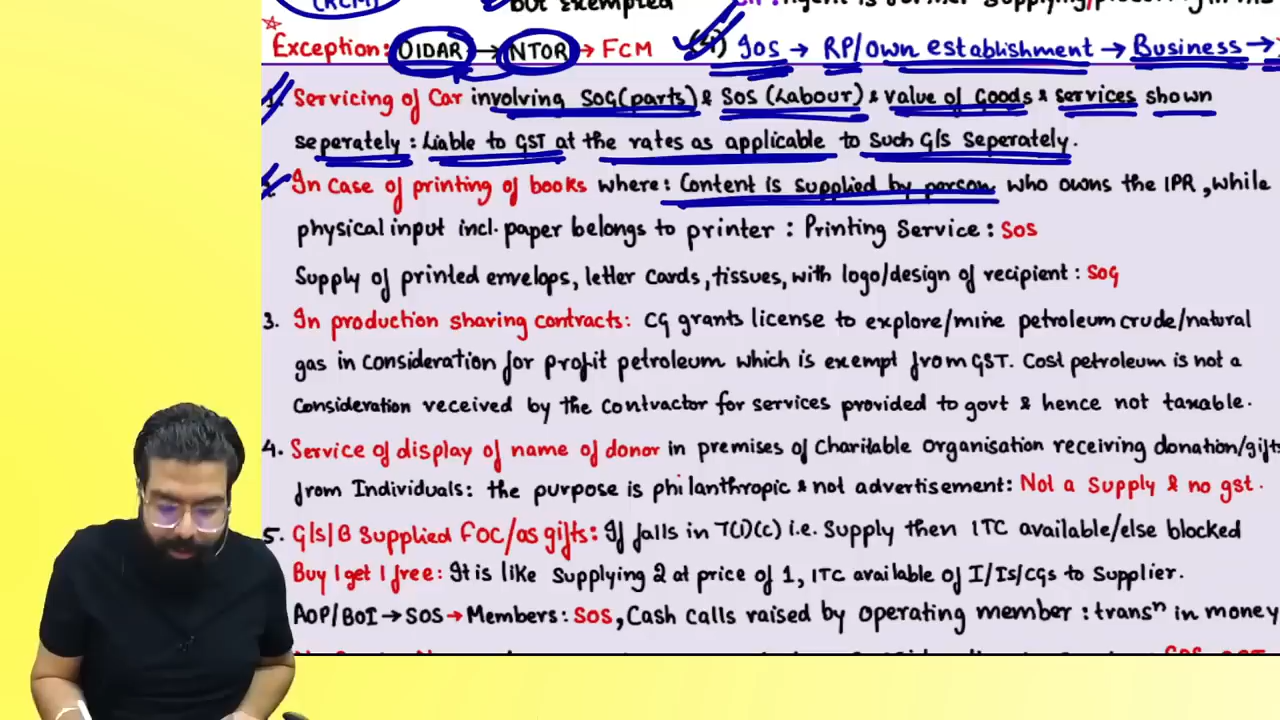 (RCM) but exempted
Exception: OIDAR → NTOR → FCM
Ios → RP/Own establishment → Business →
1. Servicing of Car involving SOG(parts) & SOS (Labour) & value of Goods & services shown
seperately : Liable to GST at the rates as applicable to Such G/s Seperately.
2. In Case of printing of books where: Content is supplied by person who owns the IPR, while
physical input incl. paper belongs to printer : Printing Service : SOS
Supply of printed envelops, letter cards, tissues, with logo/design of recipient : SOG
3. In production sharing contracts: CG grants license to explore/mine petroleum crude/natural
gas in consideration for profit petroleum which is exempt from GST. Cost petroleum is not a
Consideration received by the contractor for services provided to govt & hence not taxable.
4. Service of display of name of donor in premises of Charitable Organisation receiving donation/gifts
from Individuals: the purpose is philanthropic & not advertisement: Not a Supply & no gst.
5. G/S/B Supplied FOC/as gifts: If falls in 7(1)(c) i.e. Supply then ITC available/else blocked
Buy 1 get 1 free: It is like supplying 2 at price of 1, ITC available of I/Is/CGs to Supplier.
AOP/BOI → SOS → Members: SOS, Cash calls raised by operating member : transⁿ in money